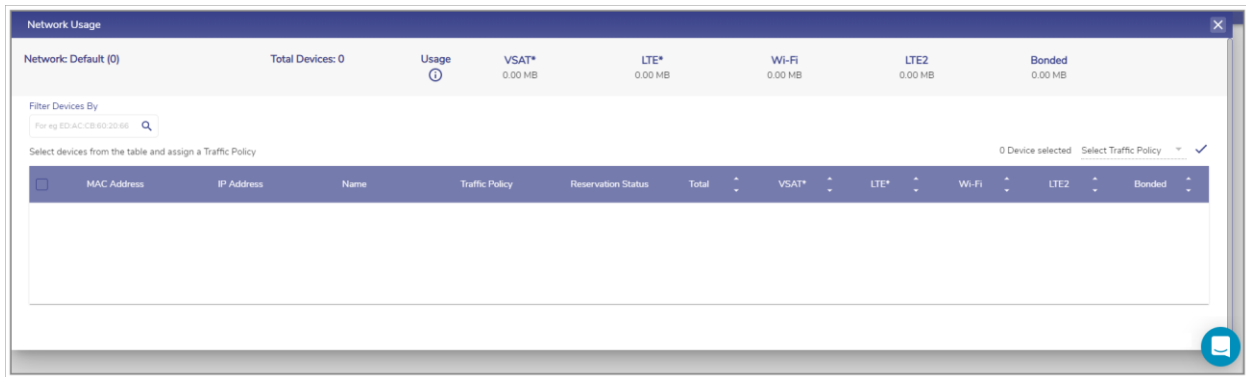 Network Usage
Network: Default (0) Total Devices: 0 Usage VSAT* LTE* Wi-Fi LTE2 Bonded
0.00 MB 0.00 MB 0.00 MB 0.00 MB 0.00 MB
Filter Devices By
For eg ED:AC:CB:60:20:66
Select devices from the table and assign a Traffic Policy 0 Device selected Select Traffic Policy
MAC Address IP Address Name Traffic Policy Reservation Status Total VSAT* LTE* Wi-Fi LTE2 Bonded